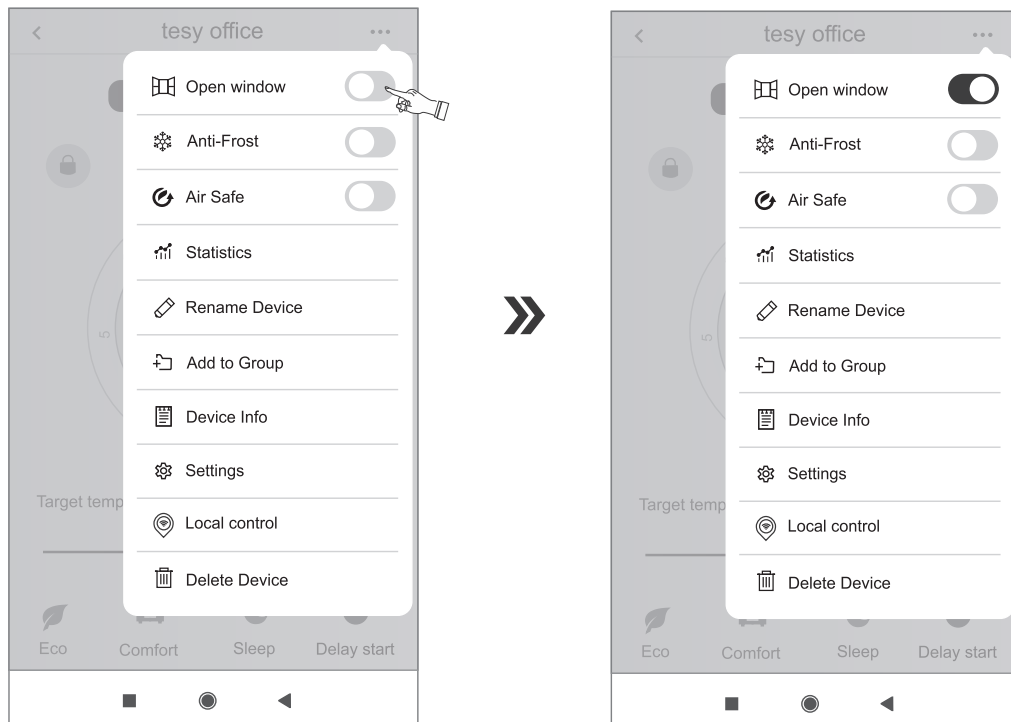 tesy office
Open window
Anti-Frost
Air Safe
Statistics
Rename Device
5
Add to Group
Device Info
Settings
Target temp
Local control
Delete Device
Eco Comfort Sleep Delay start
tesy office
Open window
Anti-Frost
Air Safe
Statistics
Rename Device
5
Add to Group
Device Info
Settings
Target temp
Local control
Delete Device
Eco Comfort Sleep Delay start